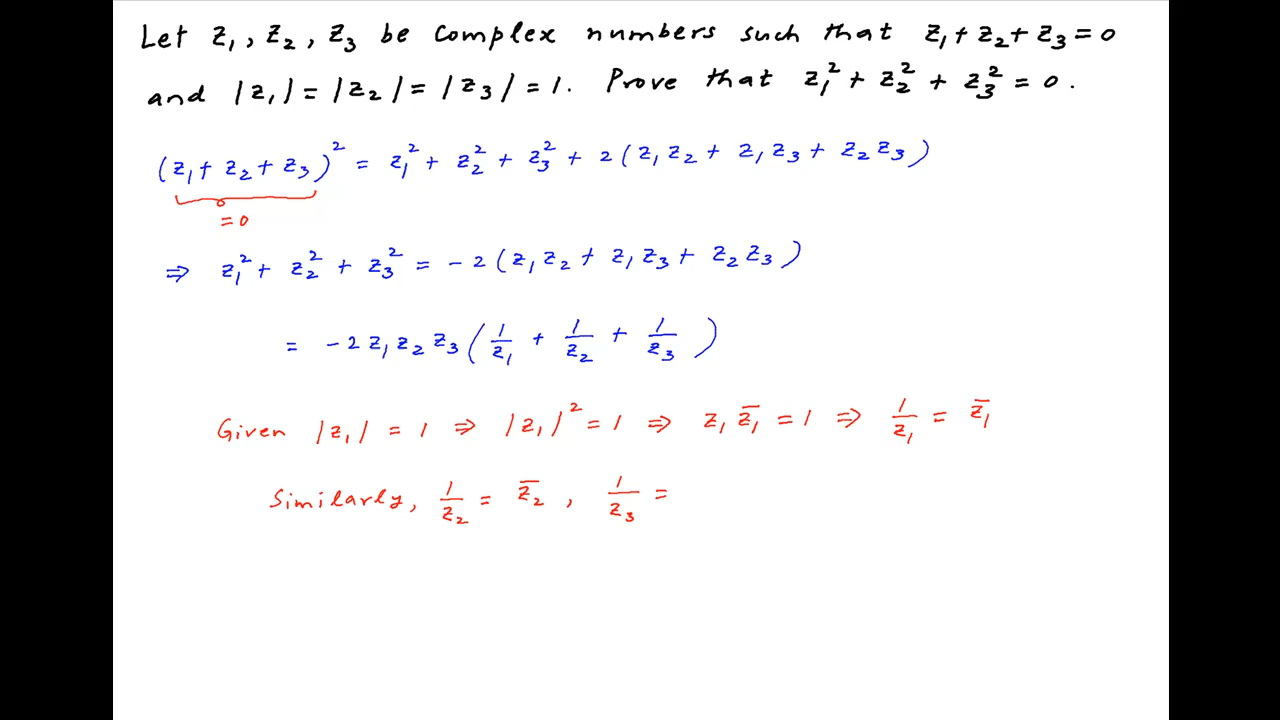 Let z₁, z₂, z₃ be complex numbers such that z₁ + z₂ + z₃ = 0
and |z₁| = |z₂| = |z₃| = 1. Prove that z₁² + z₂² + z₃² = 0.
(z₁ + z₂ + z₃)² = z₁² + z₂² + z₃² + 2(z₁z₂ + z₁z₃ + z₂z₃)
= 0
⇒ z₁² + z₂² + z₃² = -2(z₁z₂ + z₁z₃ + z₂z₃)
= -2z₁z₂z₃(1/z₁ + 1/z₂ + 1/z₃)
Given |z₁| = 1 ⇒ |z₁|² = 1 ⇒ z₁z̄₁ = 1 ⇒ 1/z₁ = z̄₁
Similarly, 1/z₂ = z̄₂, 1/z₃ =